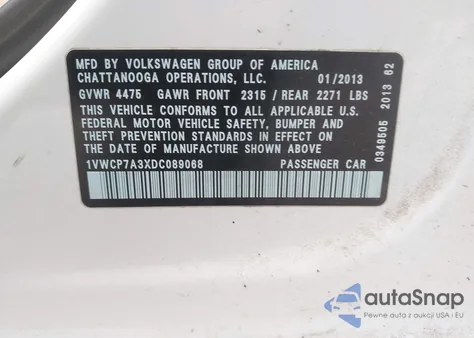 MFD BY VOLKSWAGEN GROUP OF AMERICA
CHATTANOOGA OPERATIONS, LLC. 01/2013
GVWR 4475 GAWR FRONT 2315 / REAR 2271 LBS
THIS VEHICLE CONFORMS TO ALL APPLICABLE U.S.
FEDERAL MOTOR VEHICLE SAFETY, BUMPER AND
THEFT PREVENTION STANDARDS IN EFFECT ON
THE DATE OF MANUFACTURE SHOWN ABOVE.
1VWCP7A3XDC089068 PASSENGER CAR
0349505 2013 62
autoSnap
Pewne auta z aukcji USA i EU